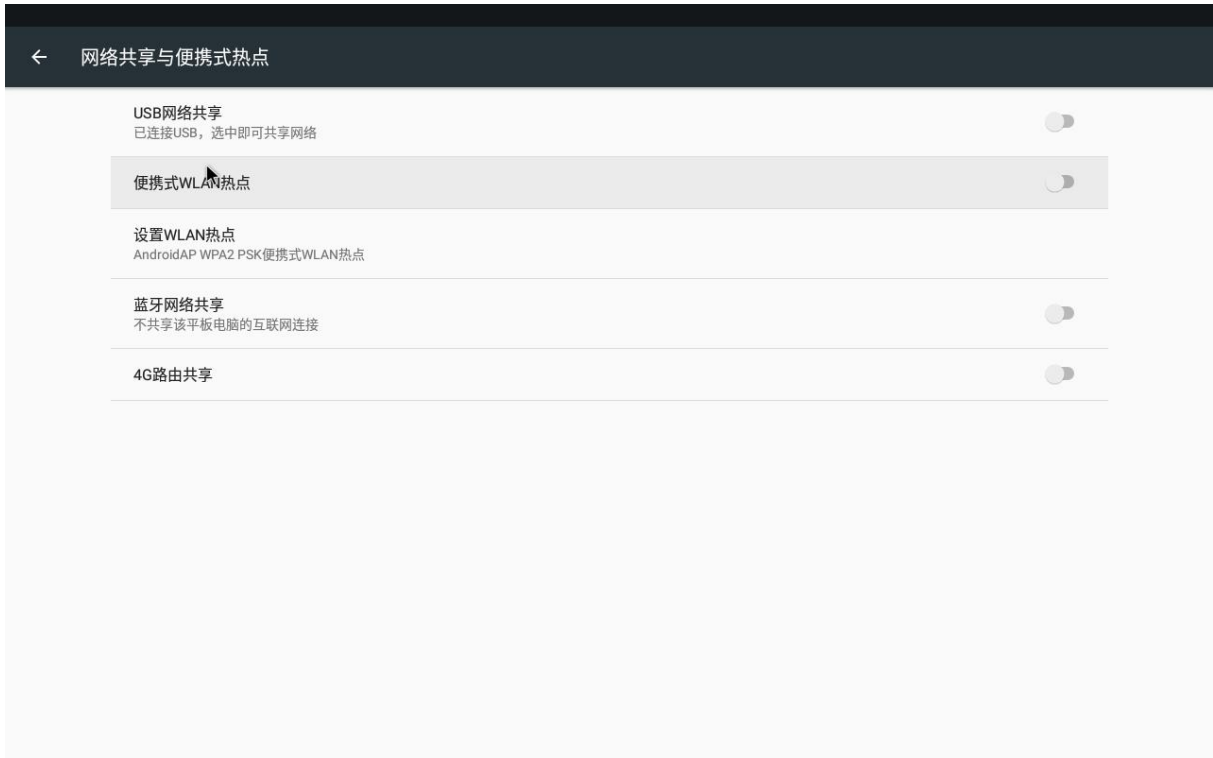 网络共享与便携式热点
USB网络共享
已连接USB，选中即可共享网络
便携式WLAN热点
设置WLAN热点
AndroidAP WPA2 PSK便携式WLAN热点
蓝牙网络共享
不共享该平板电脑的互联网连接
4G路由共享